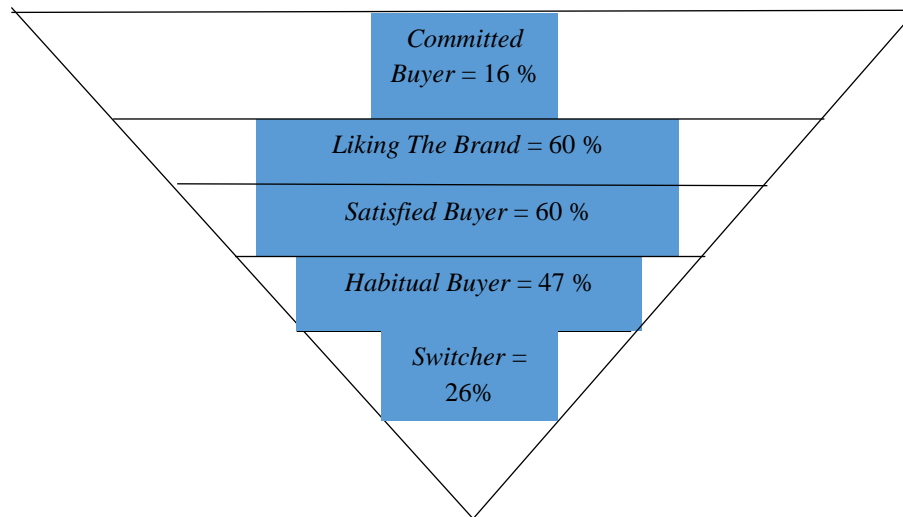 Committed
Buyer = 16 %
Liking The Brand = 60 %
Satisfied Buyer = 60 %
Habitual Buyer = 47 %
Switcher =
26%